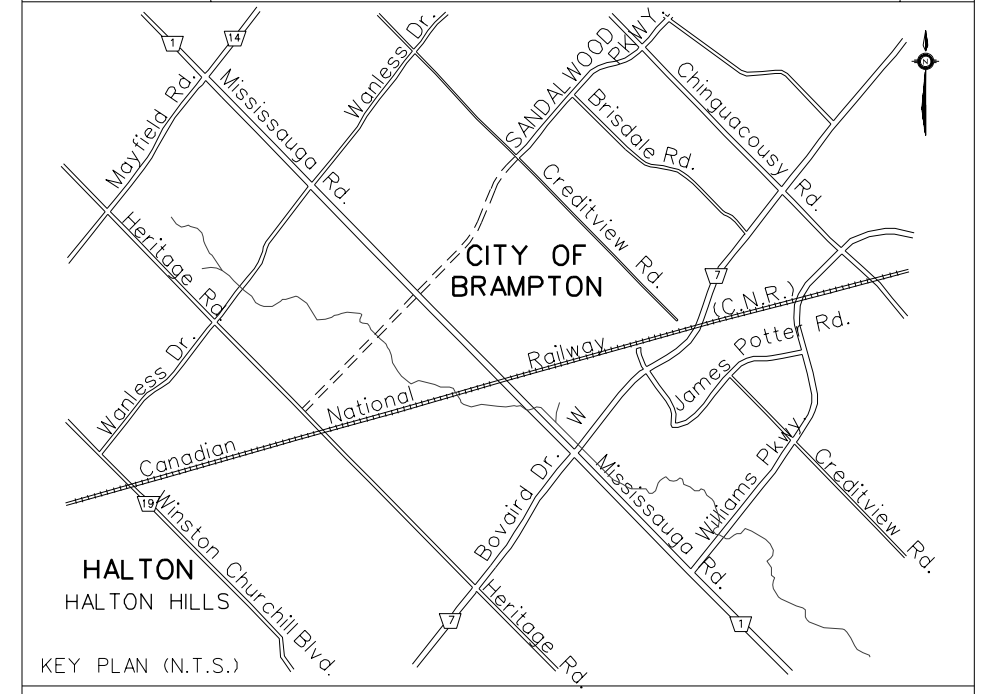 1
14
Wanless Dr.
SANDALWOOD
PKWY.
N
Mayfield Rd.
Mississauga Rd.
Chinguacousy Rd.
Brisdale Rd.
Creditview Rd.
Heritage Rd.
CITY OF
BRAMPTON
7
(C.N.R.)
Wanless Dr.
Canadian National Railway
James Potter Rd.
19
Winston Churchill Blvd.
Bovaird Dr. W
Mississauga Rd.
Williams Pkwy.
Creditview Rd.
HALTON
HALTON HILLS
7
Heritage Rd.
1
KEY PLAN (N.T.S.)